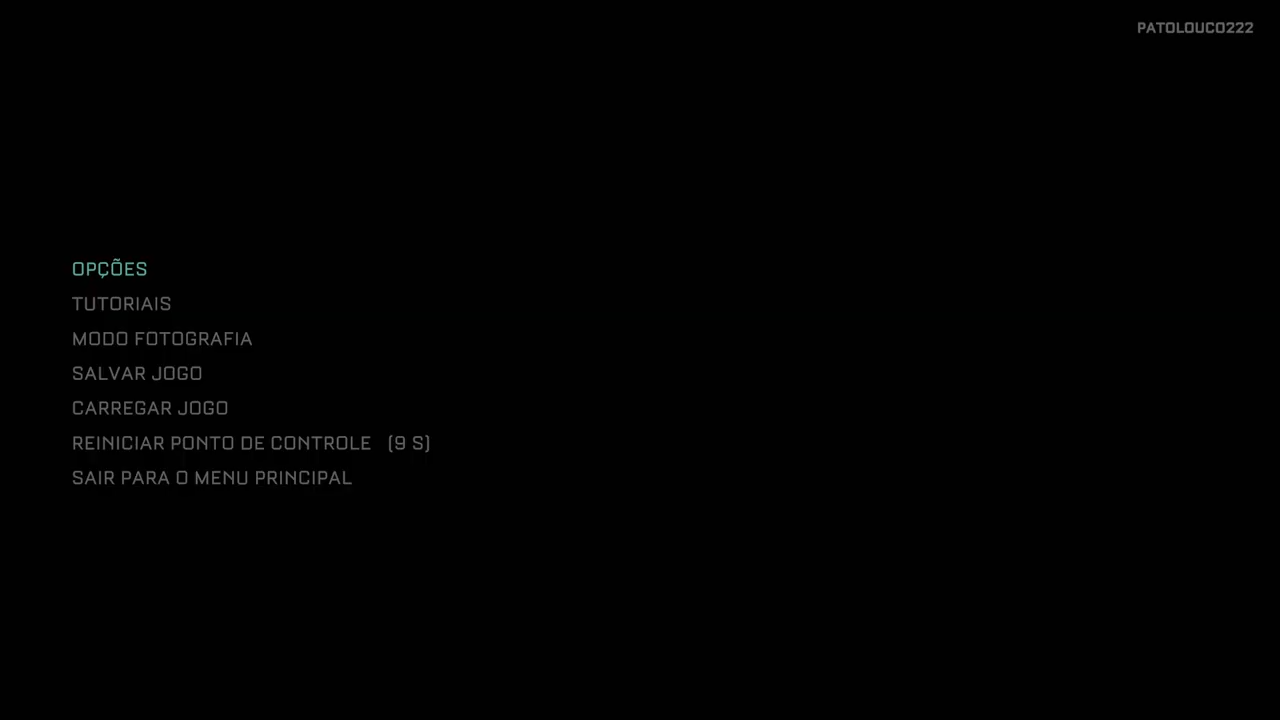 PATOLOUCO222
OPÇÕES
TUTORIAIS
MODO FOTOGRAFIA
SALVAR JOGO
CARREGAR JOGO
REINICIAR PONTO DE CONTROLE (9 S)
SAIR PARA O MENU PRINCIPAL